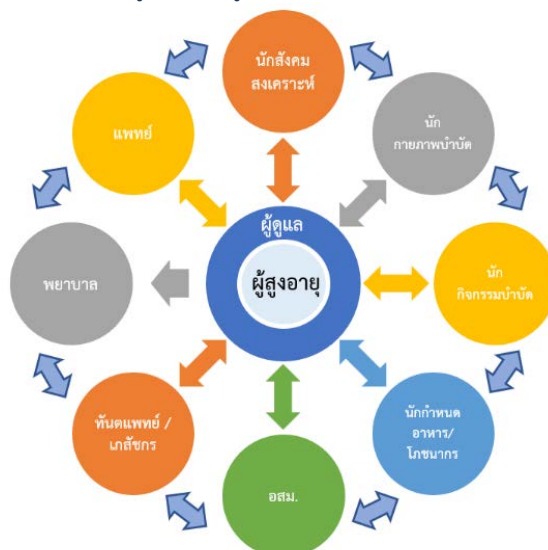 นักสังคม
สงเคราะห์
แพทย์
นัก
กายภาพบำบัด
ผู้ดูแล
ผู้สูงอายุ
พยาบาล
นัก
กิจกรรมบำบัด
ทันตแพทย์ /
เภสัชกร
นักกำหนด
อาหาร/
โภชนากร
อสม.